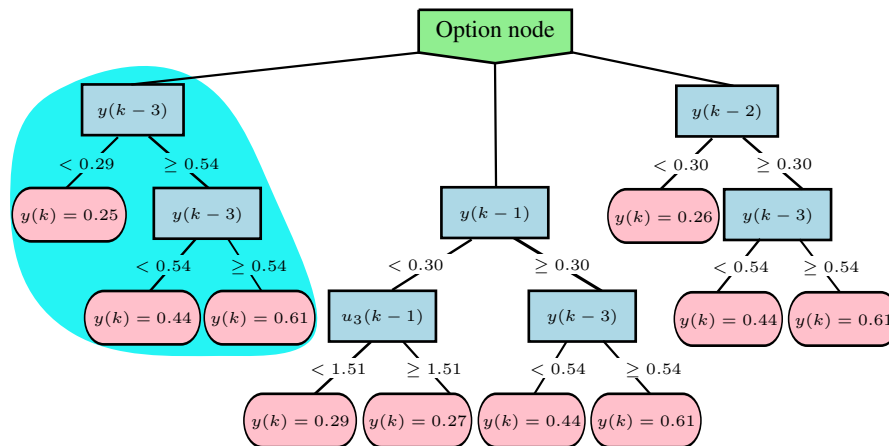 Option node
y(k − 3)
y(k − 2)
< 0.29
≥ 0.54
< 0.30
≥ 0.30
y(k) = 0.25
y(k − 3)
y(k − 1)
y(k) = 0.26
y(k − 3)
< 0.54
≥ 0.54
< 0.30
≥ 0.30
< 0.54
≥ 0.54
y(k) = 0.44
y(k) = 0.61
u₃(k − 1)
y(k − 3)
y(k) = 0.44
y(k) = 0.61
< 1.51
≥ 1.51
< 0.54
≥ 0.54
y(k) = 0.29
y(k) = 0.27
y(k) = 0.44
y(k) = 0.61